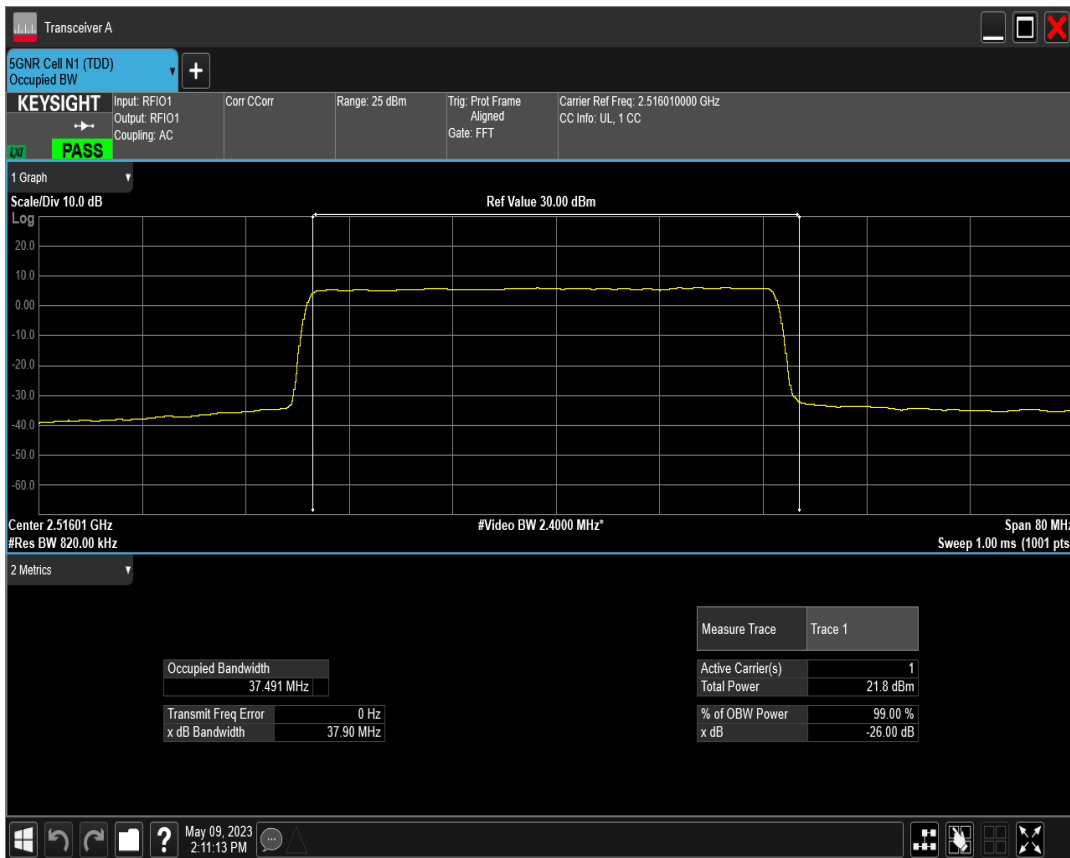 Transceiver A
5GNR Cell N1 (TDD)
Occupied BW
+
KEYSIGHT
LXI
PASS
Input: RFIO1
Output: RFIO1
Coupling: AC
Corr CCorr
Range: 25 dBm
Trig: Prot Frame
Aligned
Gate: FFT
Carrier Ref Freq: 2.516010000 GHz
CC Info: UL, 1 CC
1 Graph
Scale/Div 10.0 dB
Ref Value 30.00 dBm
Log
20.0
10.0
0.00
-10.0
-20.0
-30.0
-40.0
-50.0
-60.0
Center 2.51601 GHz
#Video BW 2.4000 MHz*
Span 80 MHz
#Res BW 820.00 kHz
Sweep 1.00 ms (1001 pts
2 Metrics
Measure Trace Trace 1
Occupied Bandwidth
37.491 MHz
Active Carrier(s) 1
Total Power 21.8 dBm
Transmit Freq Error 0 Hz
x dB Bandwidth 37.90 MHz
% of OBW Power 99.00 %
x dB -26.00 dB
?
May 09, 2023
2:11:13 PM